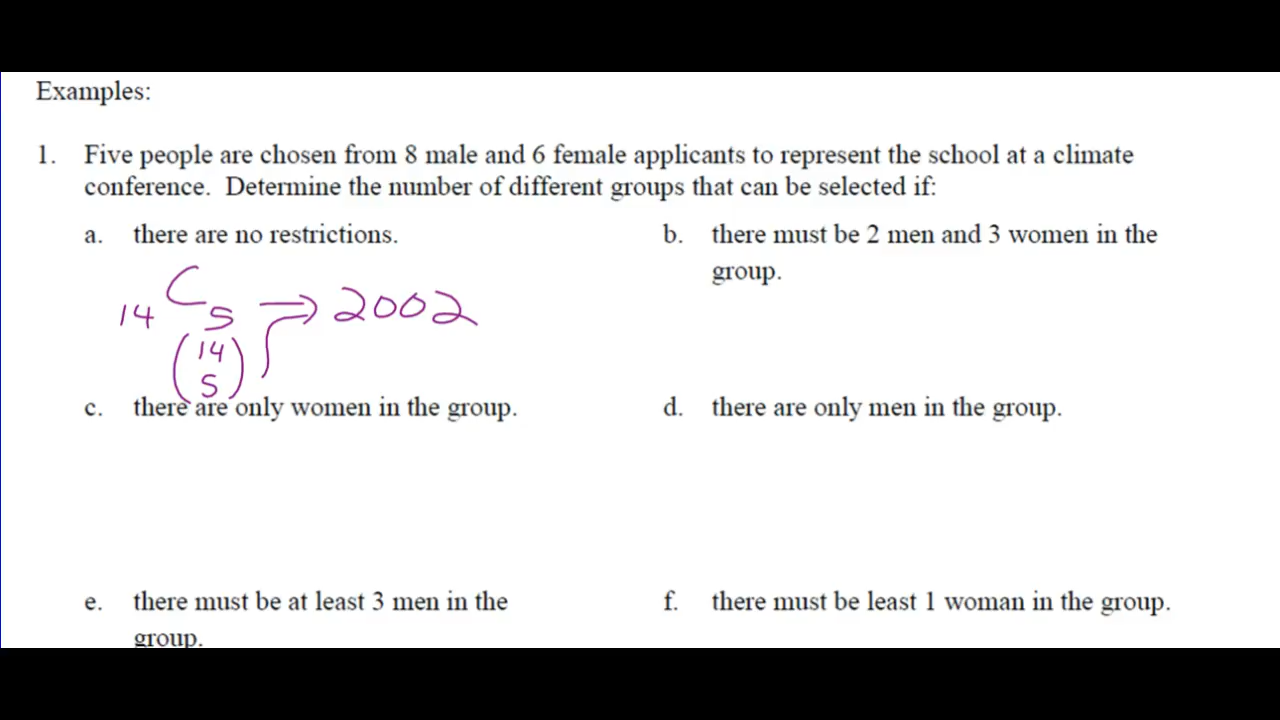 Examples:
1. Five people are chosen from 8 male and 6 female applicants to represent the school at a climate
conference. Determine the number of different groups that can be selected if:
a. there are no restrictions.
b. there must be 2 men and 3 women in the
group.
14 C 5 → 2002
(14
5)
c. there are only women in the group.
d. there are only men in the group.
e. there must be at least 3 men in the
group.
f. there must be least 1 woman in the group.